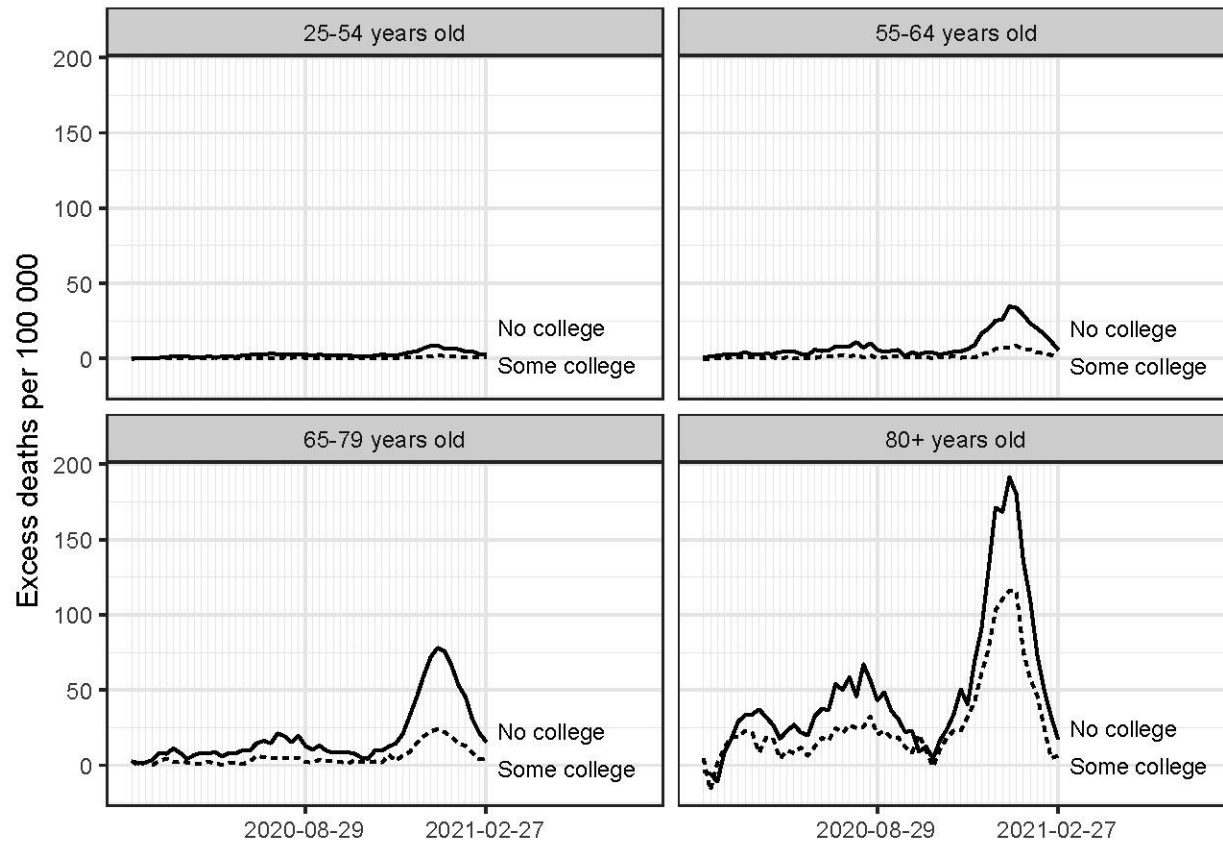 25-54 years old
55-64 years old
Excess deaths per 100 000
200
150
100
50
0
No college
Some college
No college
Some college
65-79 years old
80+ years old
200
150
100
50
0
No college
Some college
No college
Some college
2020-08-29
2021-02-27
2020-08-29
2021-02-27